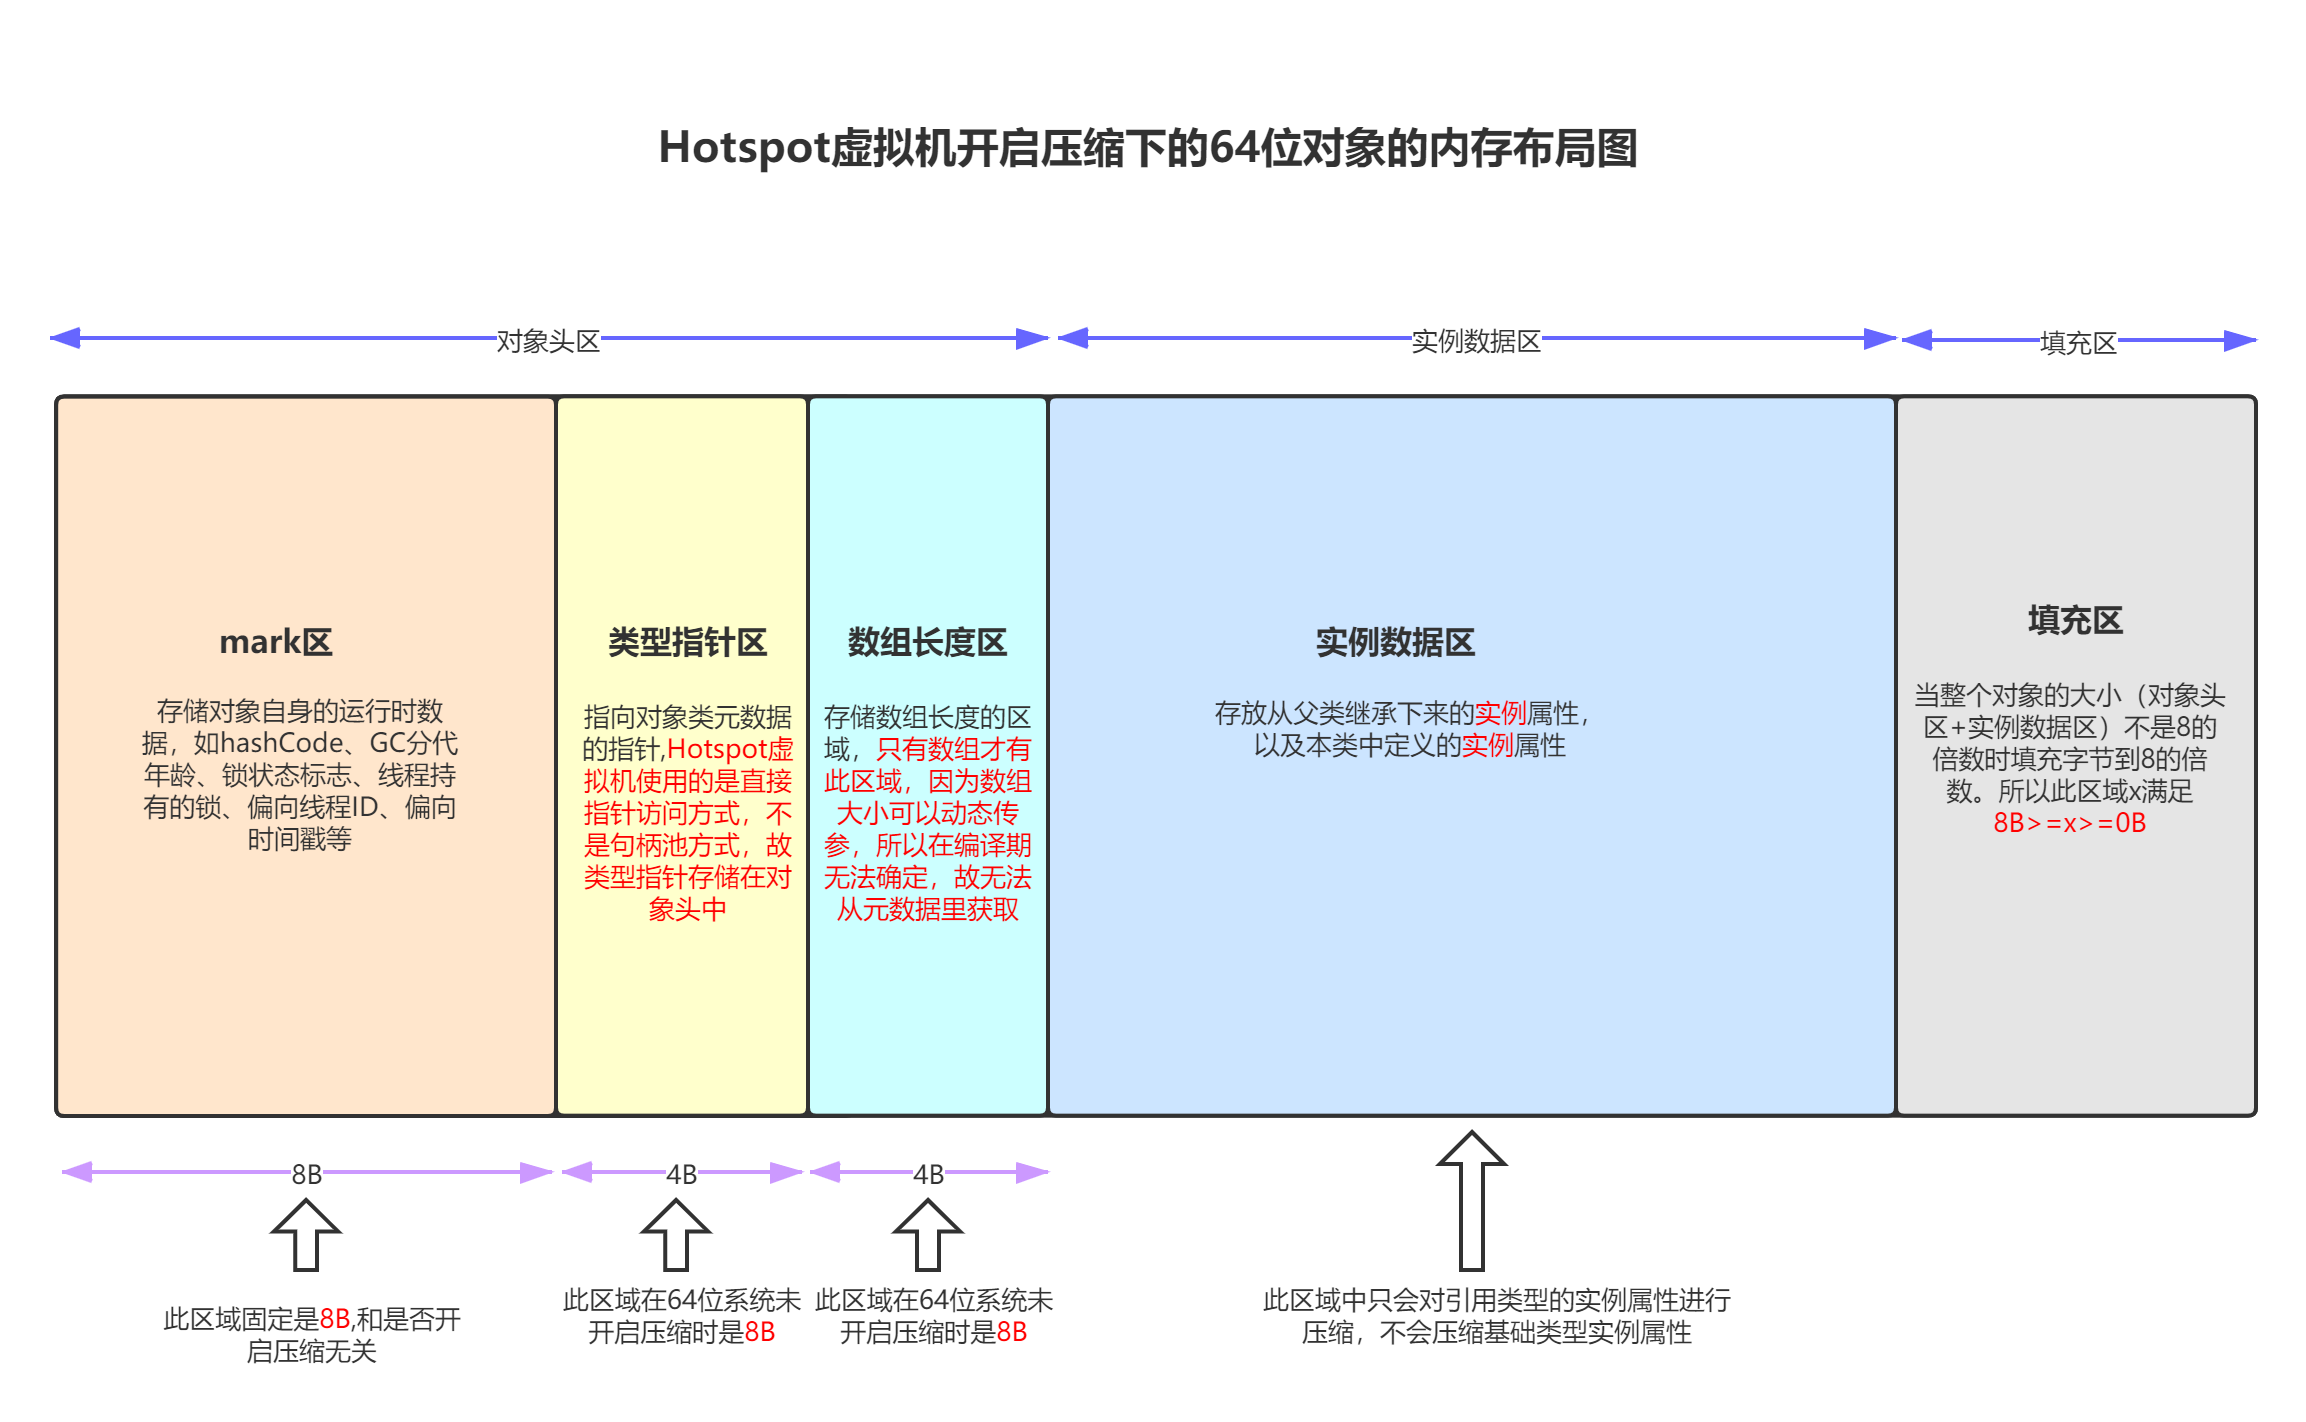 Hotspot虚拟机开启压缩下的64位对象的内存布局图
对象头区
实例数据区
填充区
mark区
存储对象自身的运行时数
据，如hashCode、GC分代
年龄、锁状态标志、线程持
有的锁、偏向线程ID、偏向
时间戳等
类型指针区
指向对象类元数据
的指针,Hotspot虚
拟机使用的是直接
指针访问方式，不
是句柄池方式，故
类型指针存储在对
象头中
数组长度区
存储数组长度的区
域，只有数组才有
此区域，因为数组
大小可以动态传
参，所以在编译期
无法确定，故无法
从元数据里获取
实例数据区
存放从父类继承下来的实例属性，
以及本类中定义的实例属性
填充区
当整个对象的大小（对象头
区+实例数据区）不是8的
倍数时填充字节到8的倍
数。所以此区域x满足
8B>=x>=0B
8B
4B
4B
此区域固定是8B,和是否开
启压缩无关
此区域在64位系统未
开启压缩时是8B
此区域在64位系统未
开启压缩时是8B
此区域中只会对引用类型的实例属性进行
压缩，不会压缩基础类型实例属性